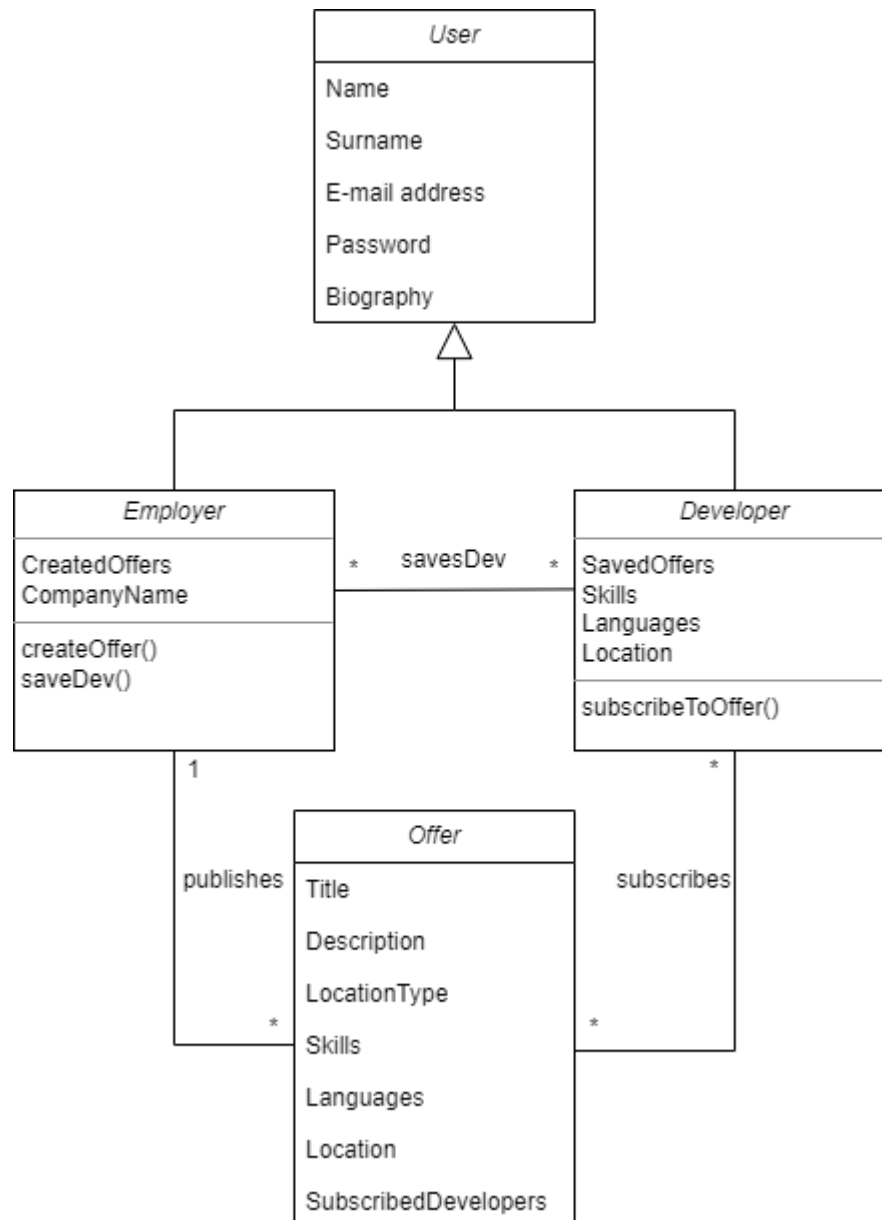 User
Name
Surname
E-mail address
Password
Biography
Employer
CreatedOffers
CompanyName
createOffer()
saveDev()
* savesDev *
Developer
SavedOffers
Skills
Languages
Location
subscribeToOffer()
1
*
publishes
subscribes
*
*
Offer
Title
Description
LocationType
Skills
Languages
Location
SubscribedDevelopers